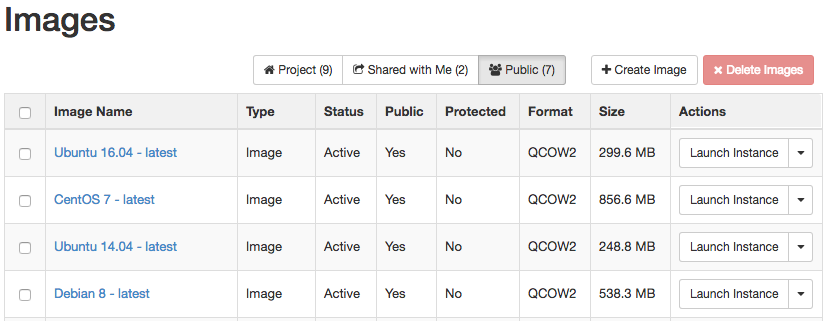 Images
Project (9) Shared with Me (2) Public (7) + Create Image × Delete Images
Image Name Type Status Public Protected Format Size Actions
Ubuntu 16.04 - latest Image Active Yes No QCOW2 299.6 MB Launch Instance
CentOS 7 - latest Image Active Yes No QCOW2 856.6 MB Launch Instance
Ubuntu 14.04 - latest Image Active Yes No QCOW2 248.8 MB Launch Instance
Debian 8 - latest Image Active Yes No QCOW2 538.3 MB Launch Instance